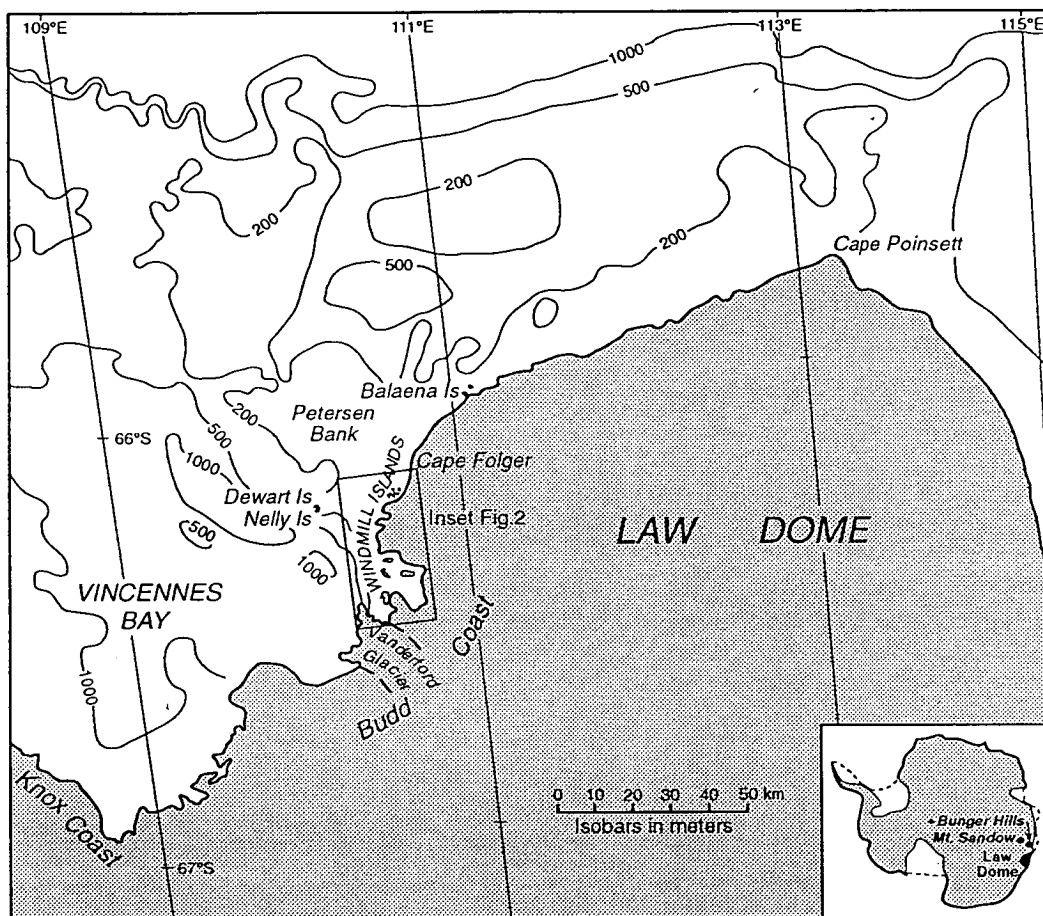 109°E
111°E
113°E
115°E
1000
500
200
200
500
200
Cape Poinsett
Balaena Is
Petersen
Bank
200
66°S
500
1000
Cape Folger
Dewart Is
Nelly Is
WINDMILL ISLANDS
Inset Fig.2
LAW DOME
500
1000
VINCENNES
BAY
1000
Vanderford
Glacier
Budd Coast
Knox Coast
0 10 20 30 40 50 km
Isobars in meters
67°S
Bunger Hills
Mt. Sandow
Law
Dome